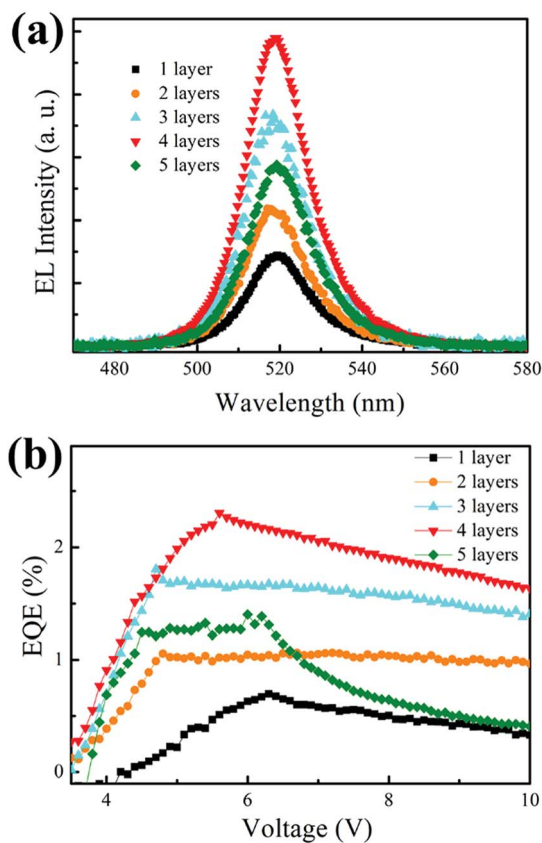 (a)
1 layer
2 layers
3 layers
4 layers
5 layers
EL Intensity (a. u.)
480 500 520 540 560 580
Wavelength (nm)
(b)
1 layer
2 layers
3 layers
4 layers
5 layers
EQE (%)
2
1
0
4 6 8 10
Voltage (V)